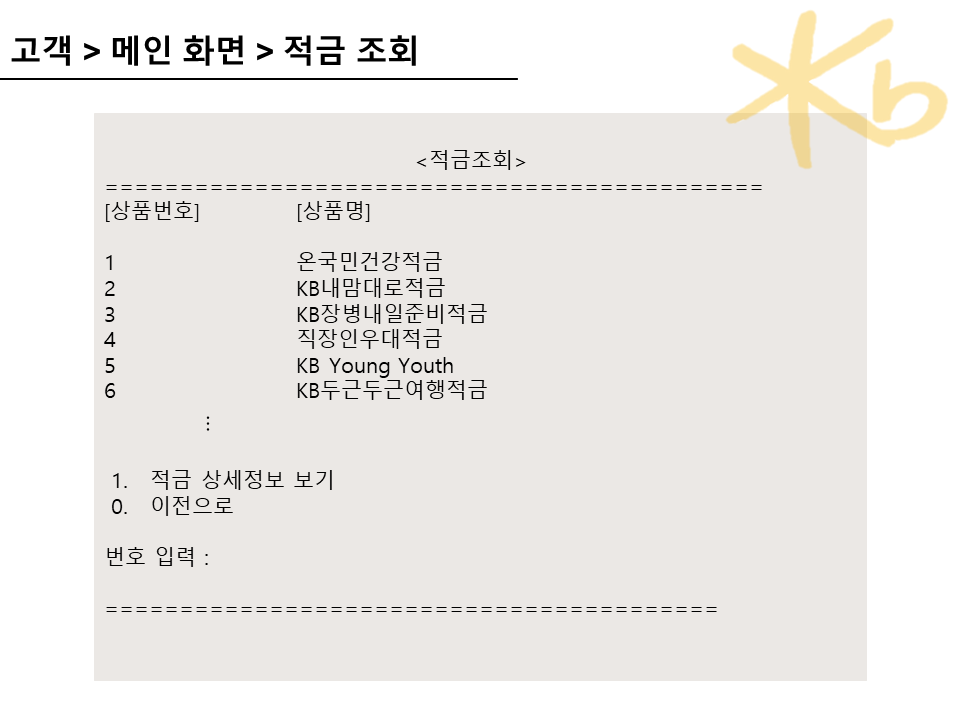 고객 > 메인 화면 > 적금 조회
Kb
<적금조회>
============================================
[상품번호] [상품명]
1 온국민건강적금
2 KB내맘대로적금
3 KB장병내일준비적금
4 직장인우대적금
5 KB Young Youth
6 KB두근두근여행적금
⋮
1. 적금 상세정보 보기
0. 이전으로
번호 입력 :
=========================================